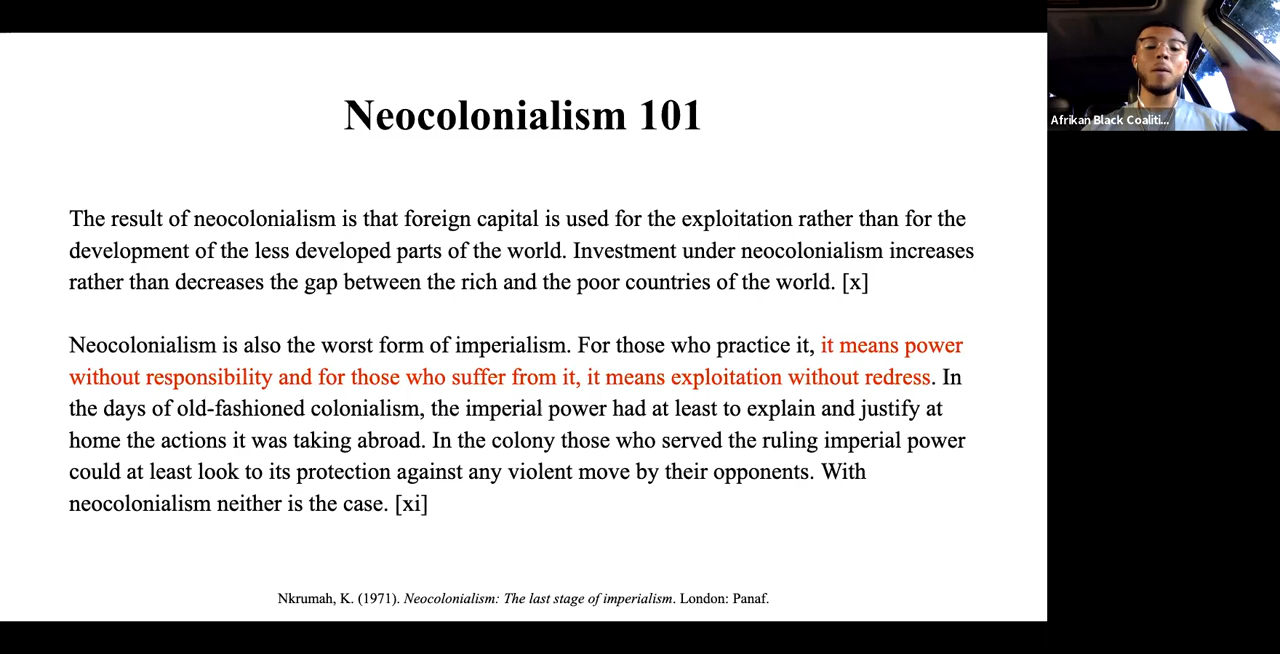 Neocolonialism 101
The result of neocolonialism is that foreign capital is used for the exploitation rather than for the
development of the less developed parts of the world. Investment under neocolonialism increases
rather than decreases the gap between the rich and the poor countries of the world. [x]
Neocolonialism is also the worst form of imperialism. For those who practice it, it means power
without responsibility and for those who suffer from it, it means exploitation without redress. In
the days of old-fashioned colonialism, the imperial power had at least to explain and justify at
home the actions it was taking abroad. In the colony those who served the ruling imperial power
could at least look to its protection against any violent move by their opponents. With
neocolonialism neither is the case. [xi]
Nkrumah, K. (1971). Neocolonialism: The last stage of imperialism. London: Panaf.
Afrikan Black Coaliti...